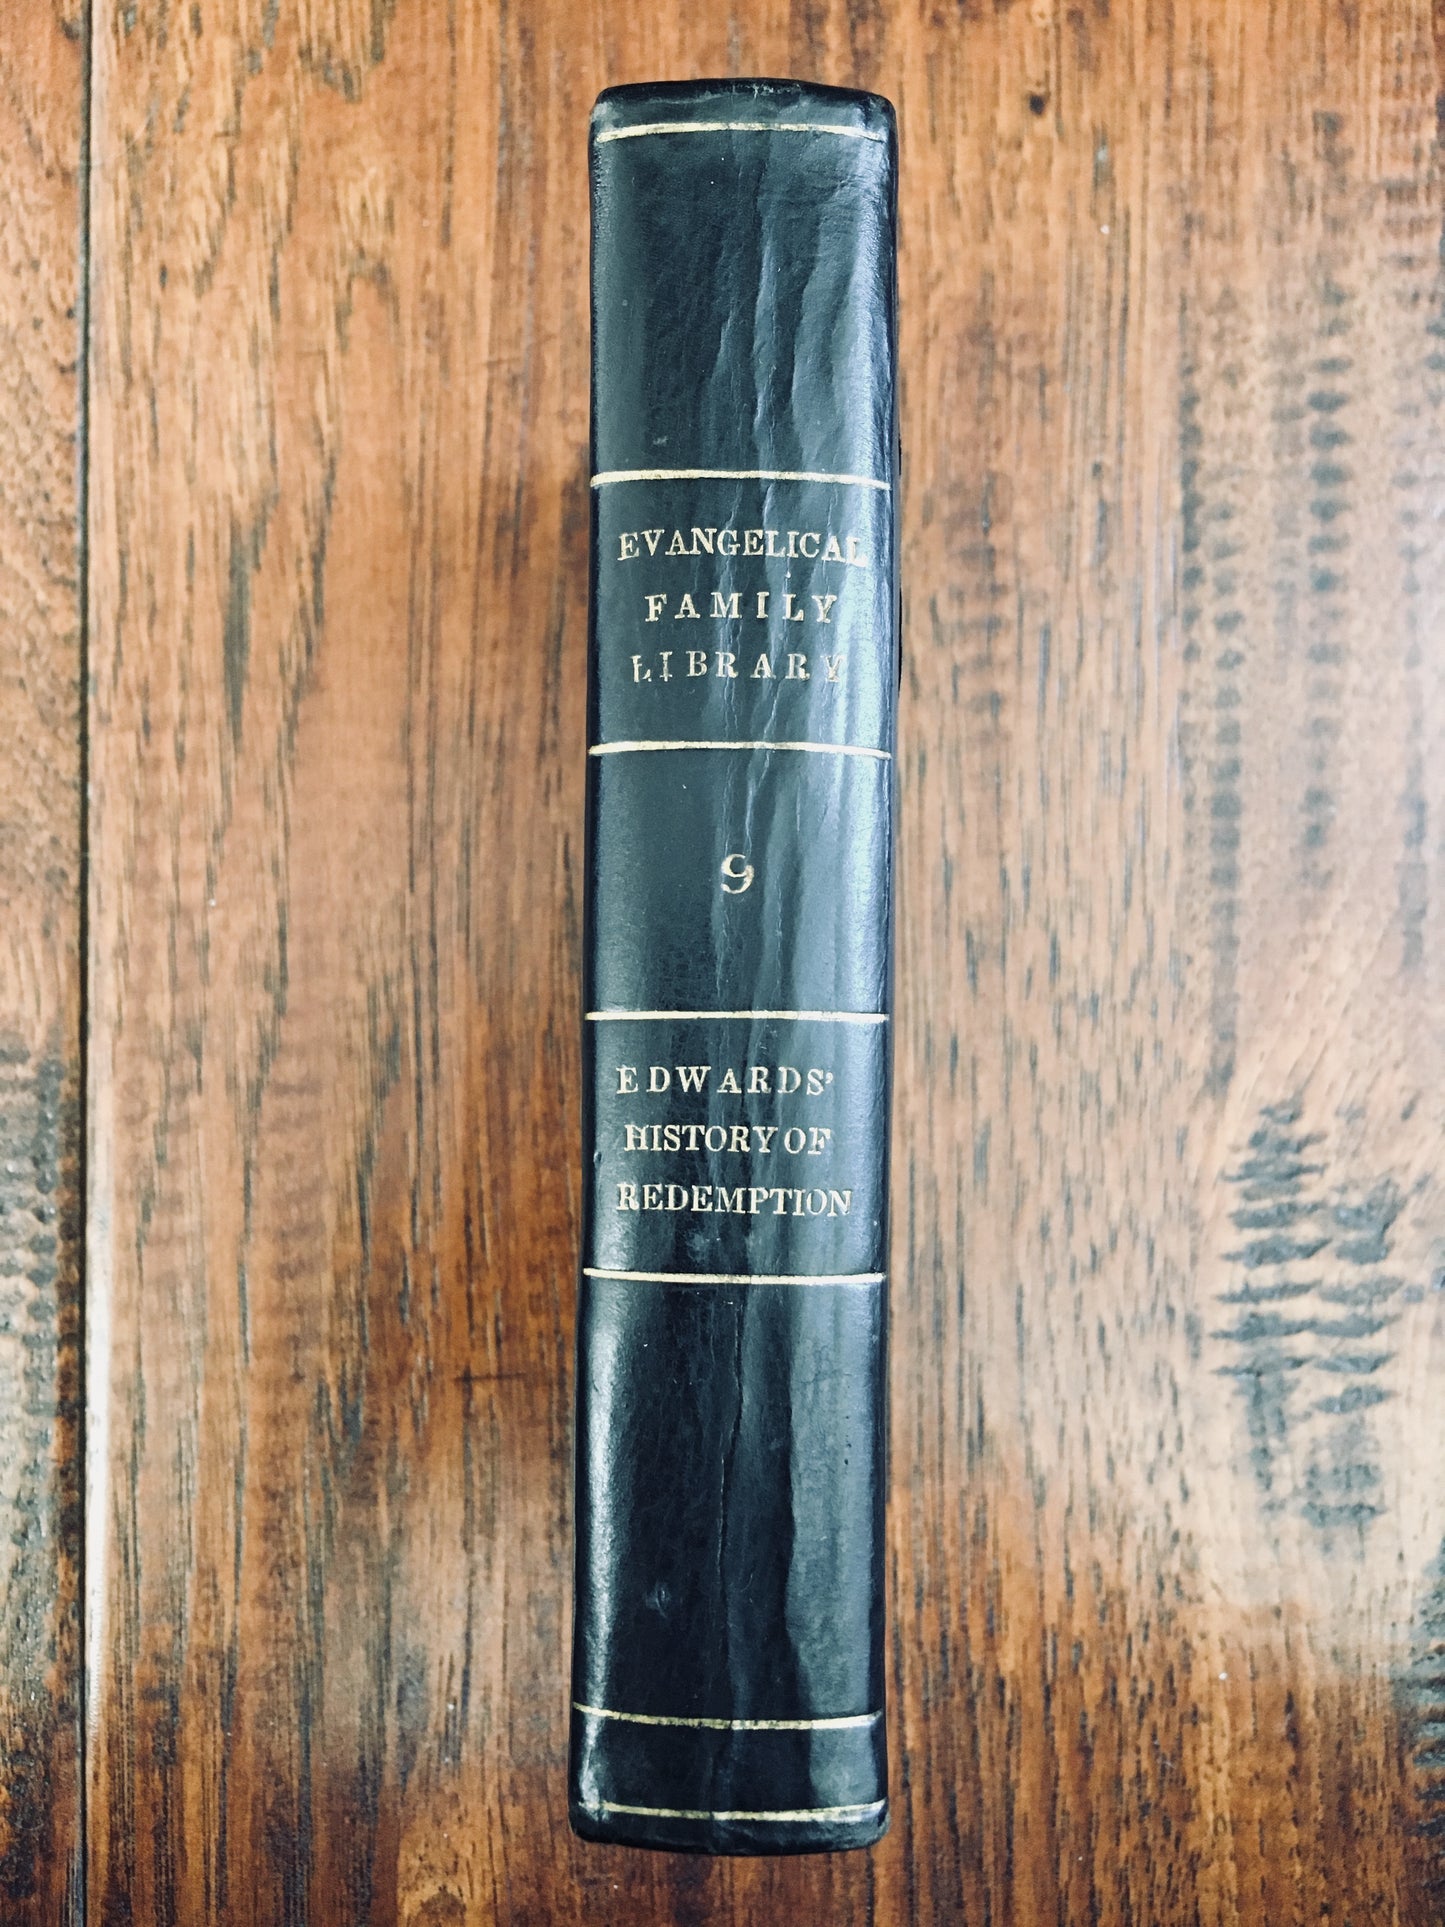 EVANGELICAL
FAMILY
LIBRARY
9
EDWARDS'
HISTORY OF
REDEMPTION